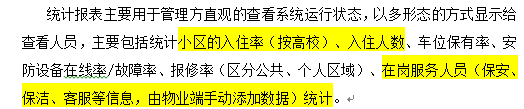 统计报表主要用于管理方直观的查看系统运行状态，以多形态的方式显示给
查看人员，主要包括统计小区的入住率（按高校）、入住人数、车位保有率、安
防设备在线率/故障率、报修率（区分公共、个人区域）、在岗服务人员（保安、
保洁、客服等信息，由物业端手动添加数据）统计。